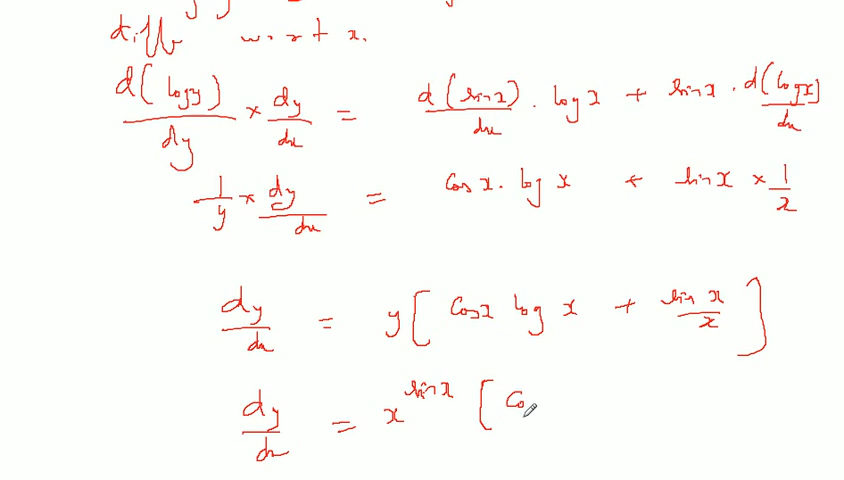 diff w.r.t x.
d(log y)/dy × dy/dx = d(sin x)/dx · log x + sin x · d(log x)/dx
1/y × dy/dx = Cos x · log x + sin x × 1/x
dy/dx = y[ Cos x log x + sin x/x ]
dy/dx = x^sin x [ Co